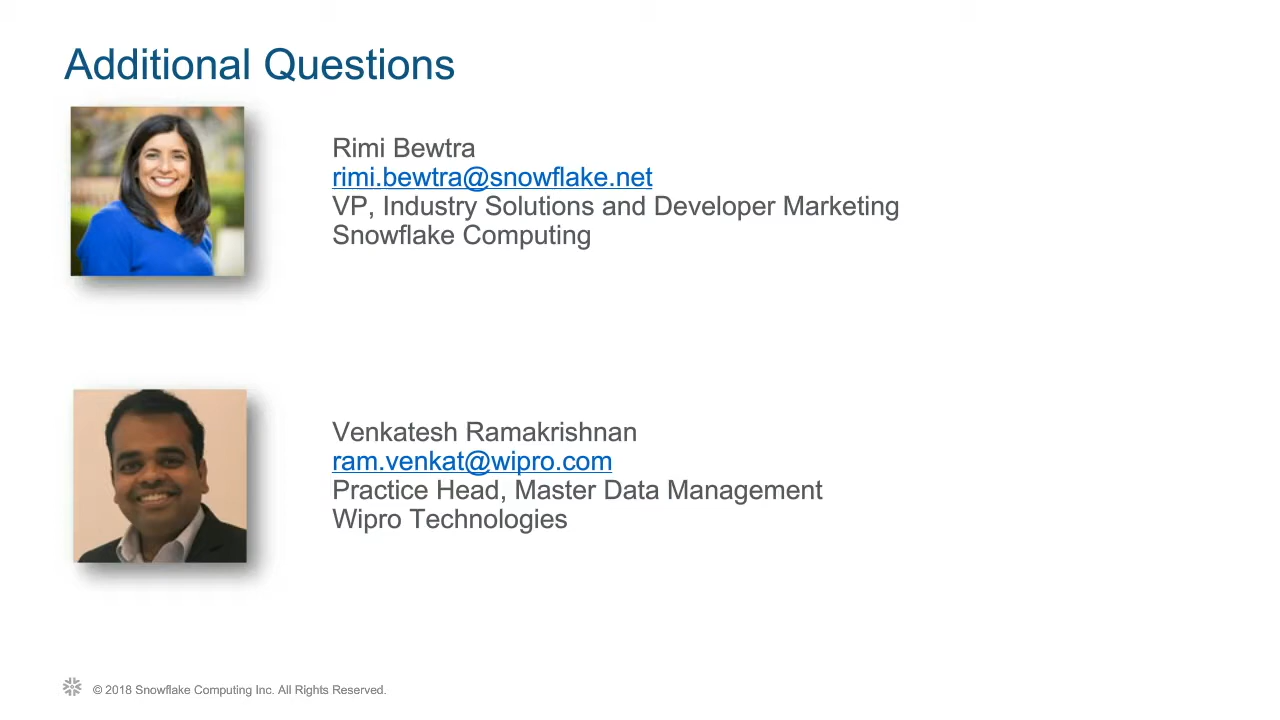 Additional Questions
Rimi Bewtra
rimi.bewtra@snowflake.net
VP, Industry Solutions and Developer Marketing
Snowflake Computing
Venkatesh Ramakrishnan
ram.venkat@wipro.com
Practice Head, Master Data Management
Wipro Technologies
© 2018 Snowflake Computing Inc. All Rights Reserved.